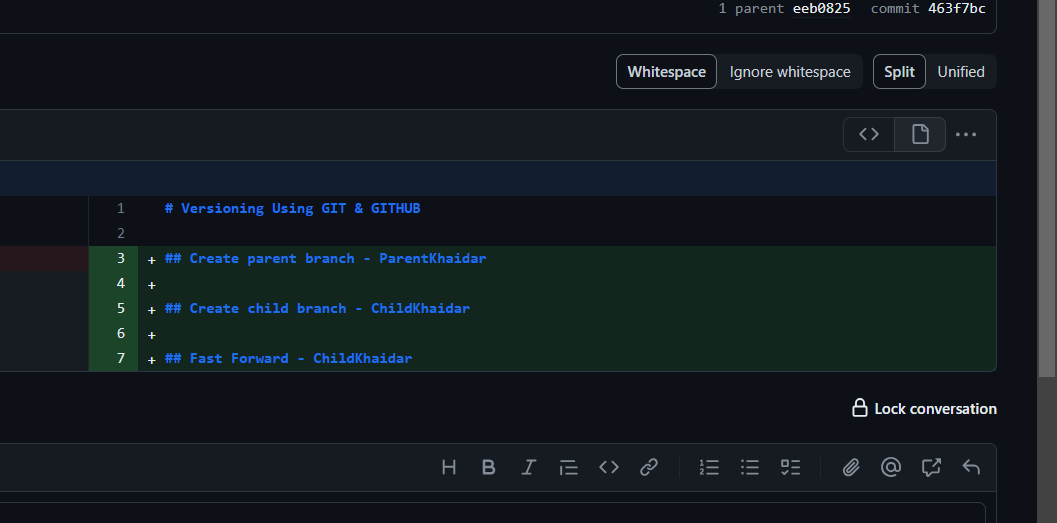 1 parent eeb0825 commit 463f7bc
Whitespace Ignore whitespace Split Unified
1 # Versioning Using GIT & GITHUB
2
3 + ## Create parent branch - ParentKhaidar
4 +
5 + ## Create child branch - ChildKhaidar
6 +
7 + ## Fast Forward - ChildKhaidar
Lock conversation